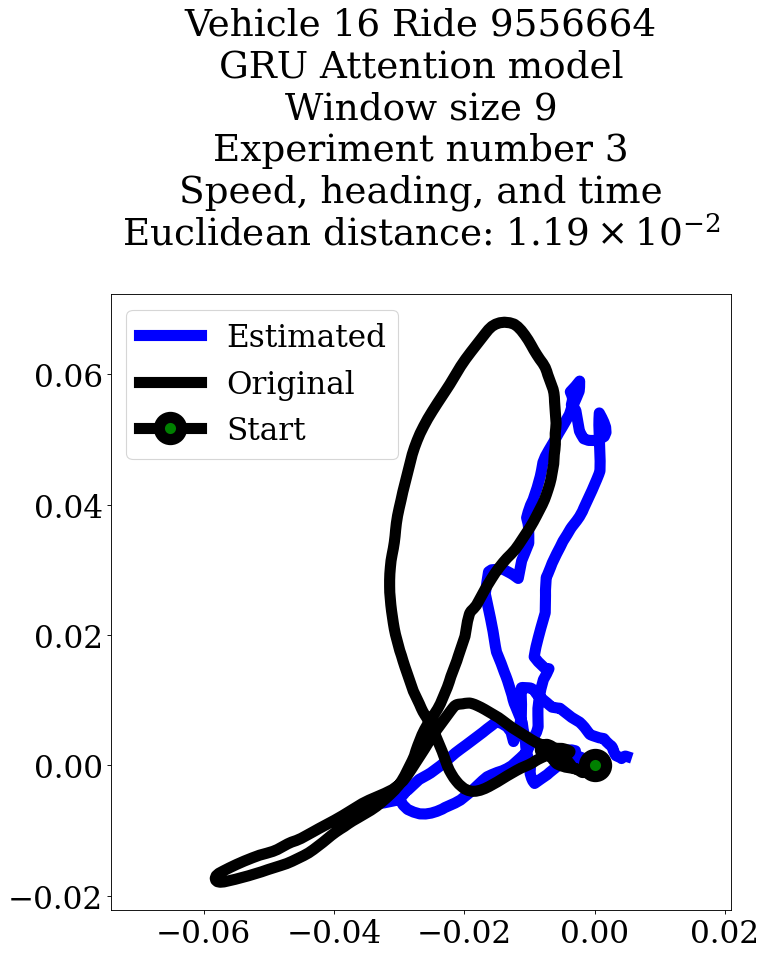 Vehicle 16 Ride 9556664
GRU Attention model
Window size 9
Experiment number 3
Speed, heading, and time
Euclidean distance: 1.19 × 10⁻²
Estimated
Original
Start
0.06
0.04
0.02
0.00
−0.02
−0.06 −0.04 −0.02 0.00 0.02